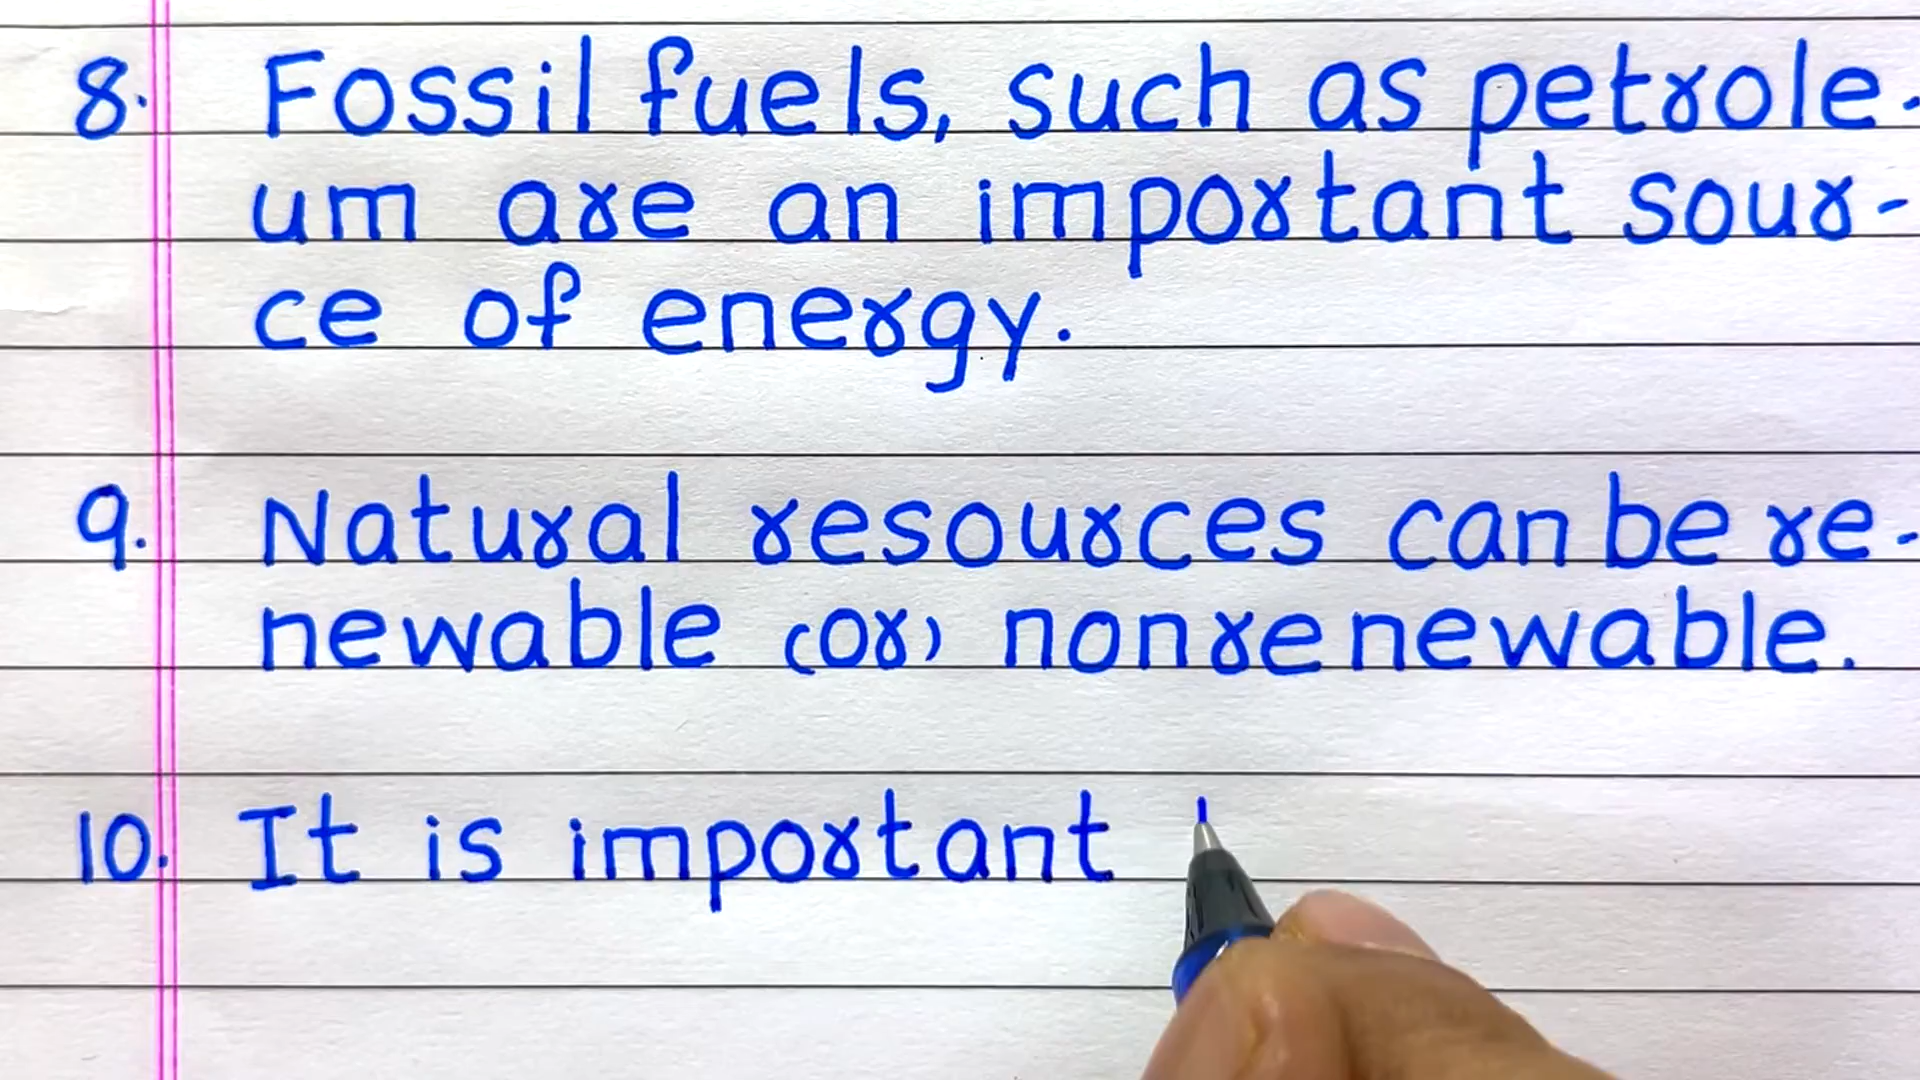 8. Fossil fuels, such as petrole-
um are an important sour-
ce of energy.
9. Natural resources can be re-
newable (or) nonrenewable.
10. It is important